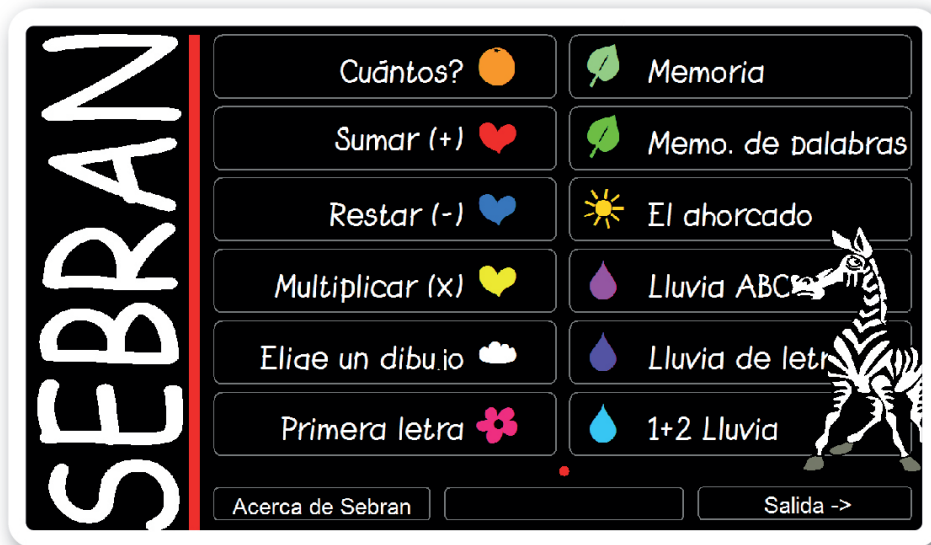 SEBRAN
Cuántos?
Sumar (+)
Restar (-)
Multiplicar (x)
Elige un dibujo
Primera letra
Memoria
Memo. de palabras
El ahorcado
Lluvia ABC
Lluvia de letr
1+2 Lluvia
Acerca de Sebran
Salida ->